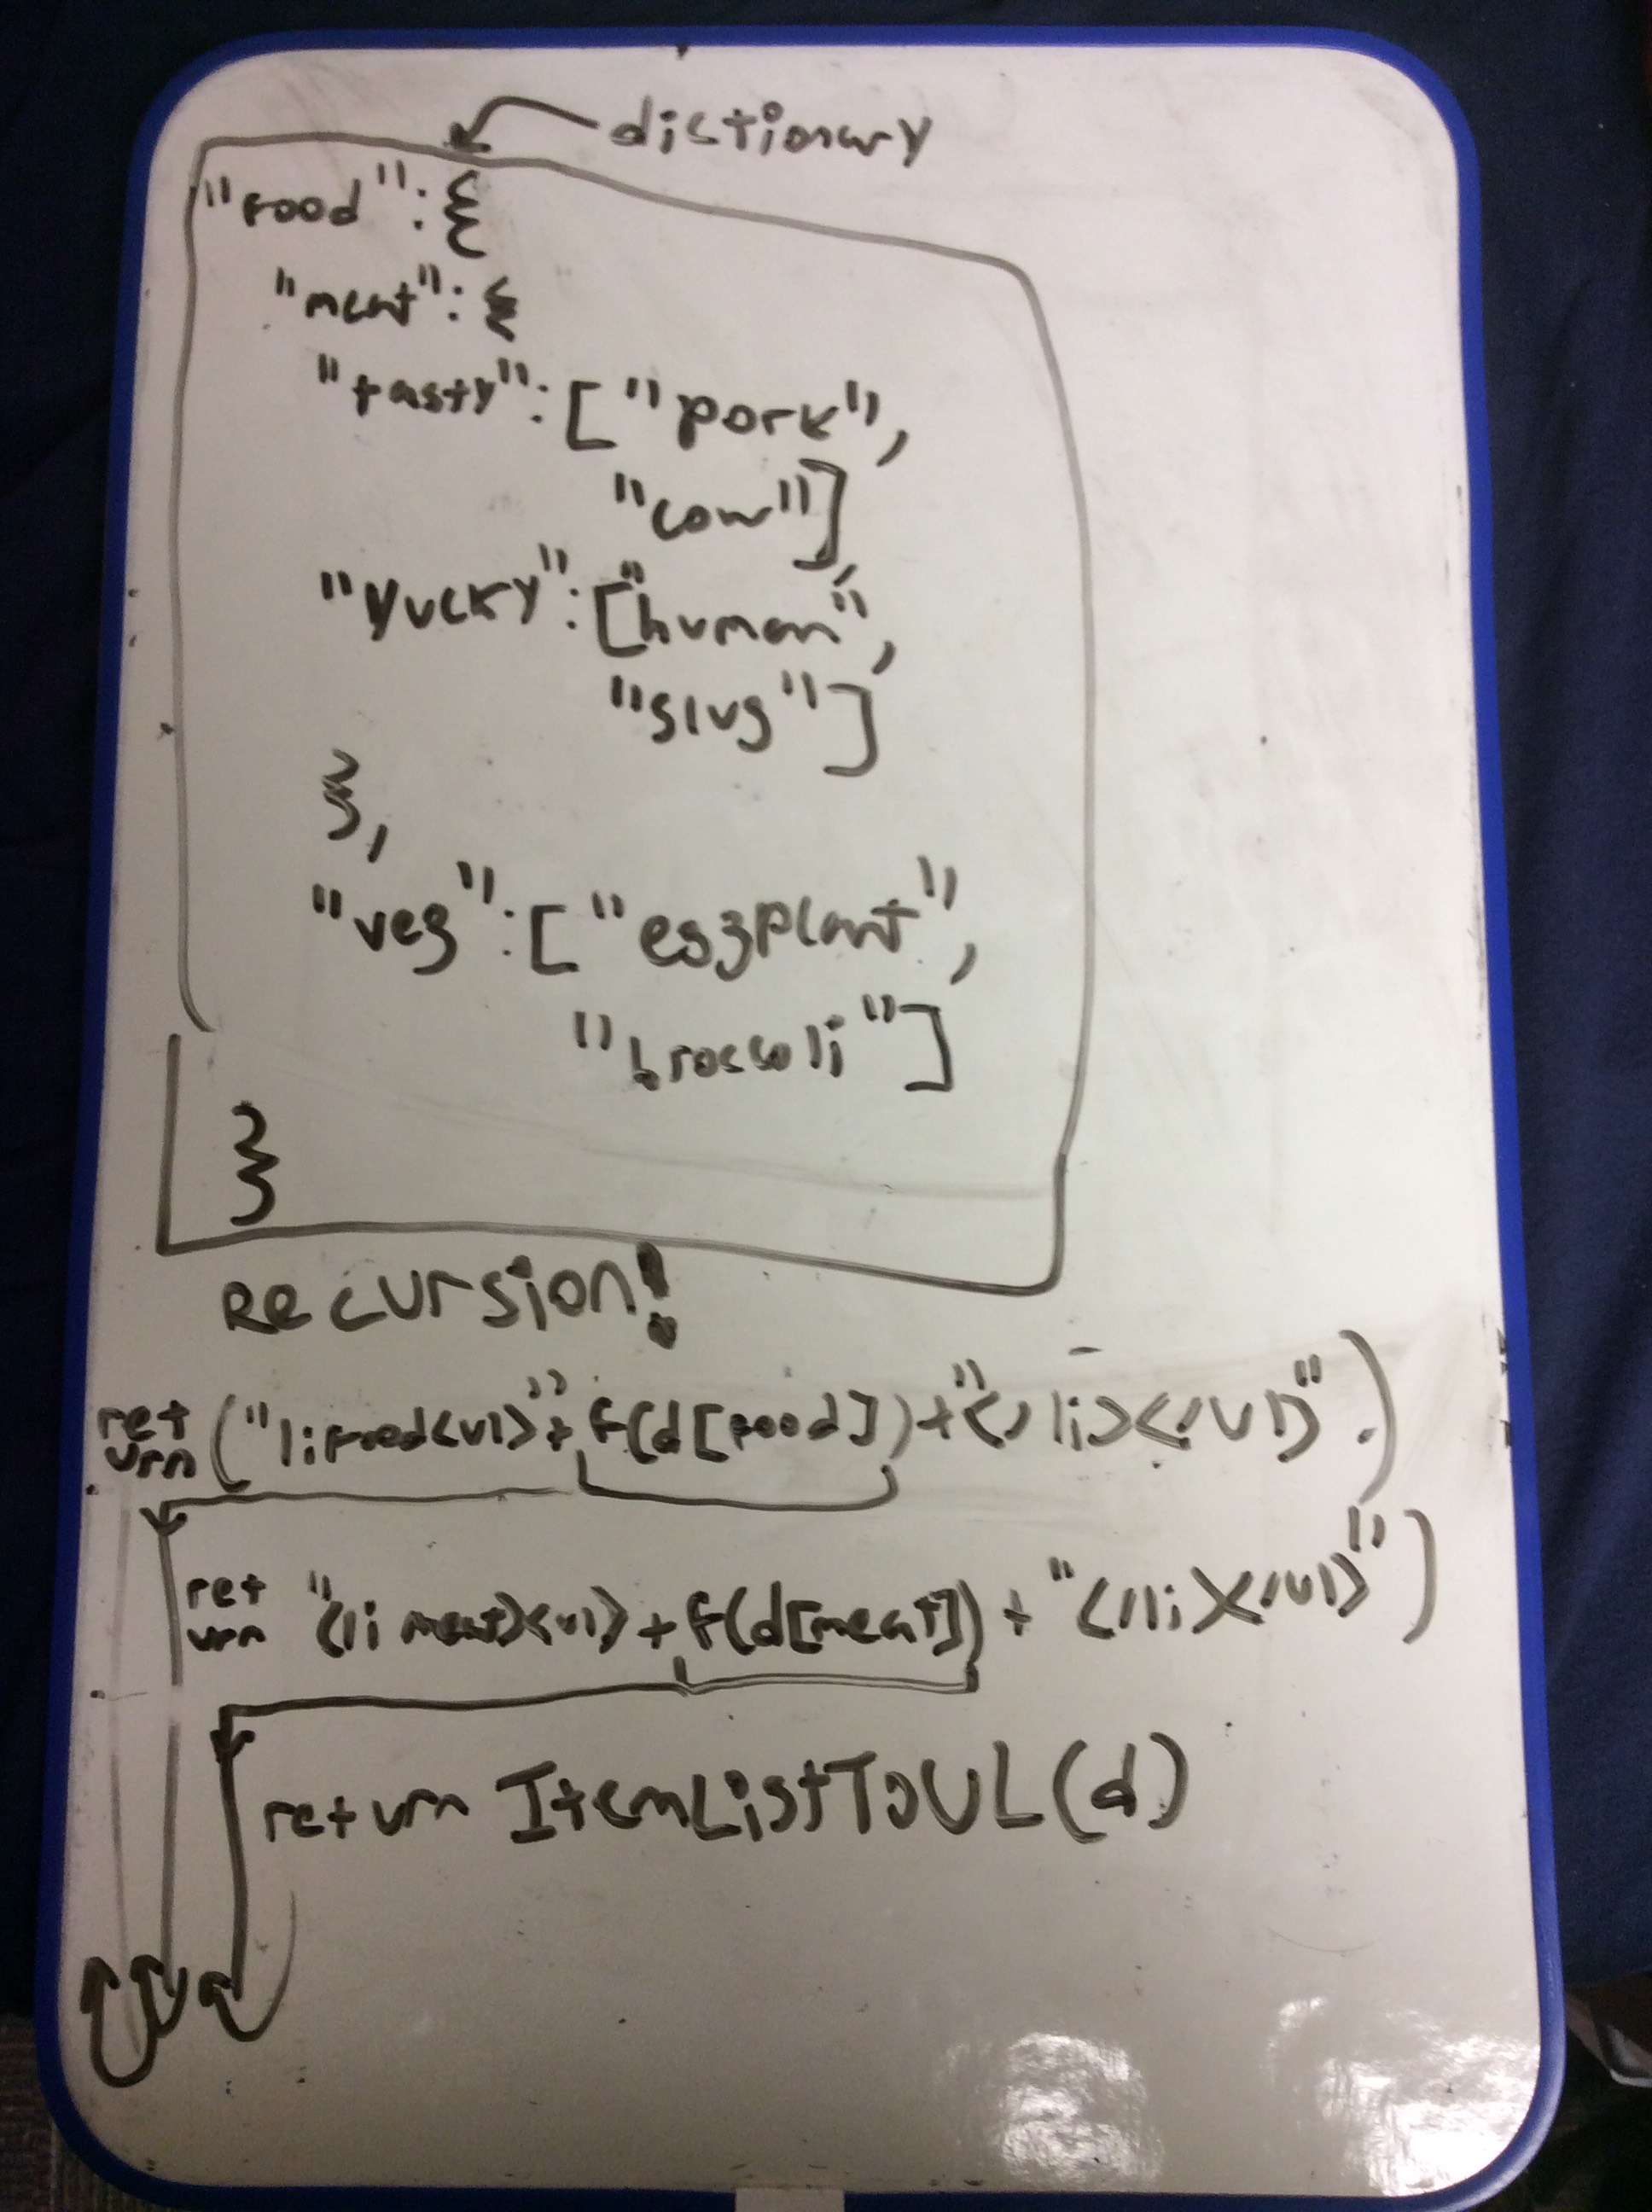 dictionary
"food":{
"meat":{
"tasty":["pork",
"cow"],
"yucky":["human",
"slug"]
},
"veg":["eggplant",
"broccoli"]
}
Recursion!
return ("li food<ul>"+f(d[food])+"</li></ul>".)
return "<li meat><ul>+f(d[meat])+"</li></ul>")
return ItemListToUL(d)